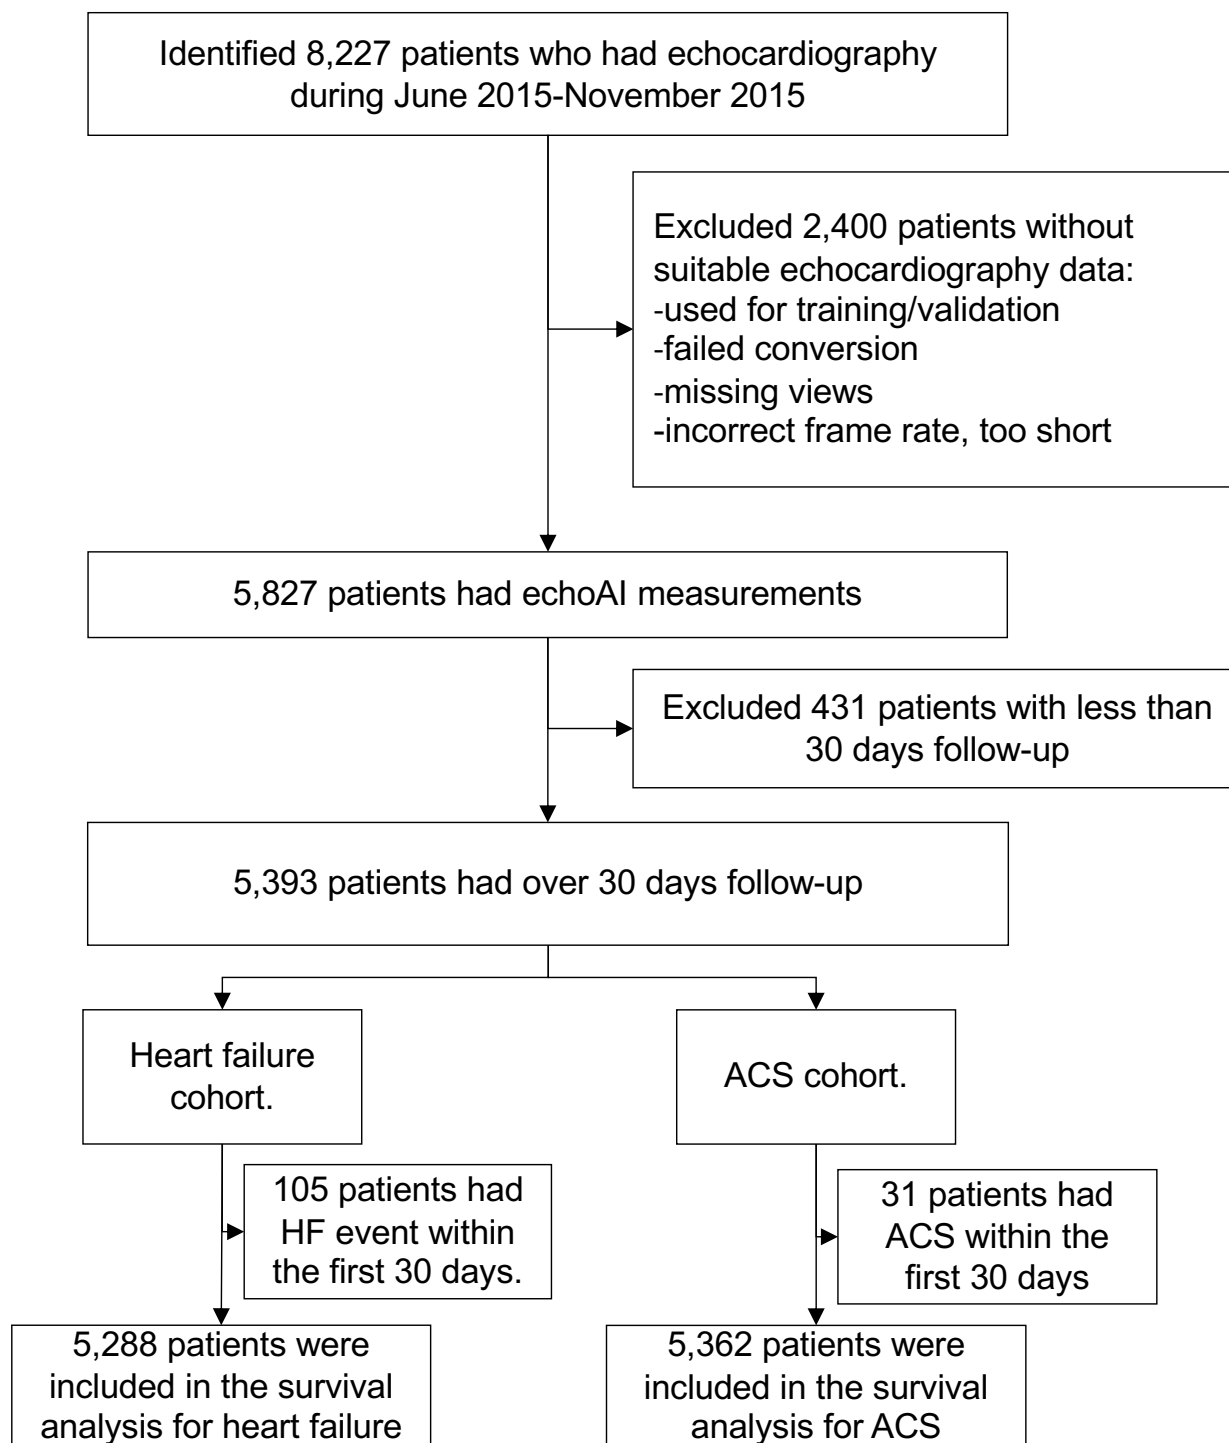 Identified 8,227 patients who had echocardiography
during June 2015-November 2015
Excluded 2,400 patients without
suitable echocardiography data:
-used for training/validation
-failed conversion
-missing views
-incorrect frame rate, too short
5,827 patients had echoAI measurements
Excluded 431 patients with less than
30 days follow-up
5,393 patients had over 30 days follow-up
Heart failure
cohort.
ACS cohort.
105 patients had
HF event within
the first 30 days.
31 patients had
ACS within the
first 30 days
5,288 patients were
included in the survival
analysis for heart failure
5,362 patients were
included in the survival
analysis for ACS